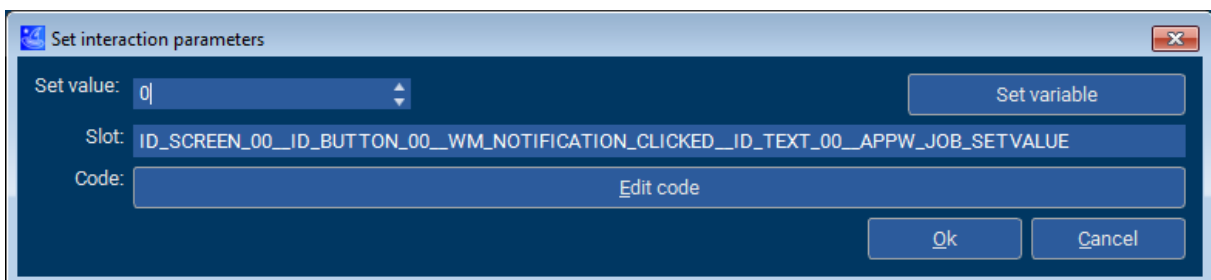 Set interaction parameters
Set value: 0 Set variable
Slot: ID_SCREEN_00__ID_BUTTON_00__WM_NOTIFICATION_CLICKED__ID_TEXT_00__APPW_JOB_SETVALUE
Code: Edit code
Ok Cancel